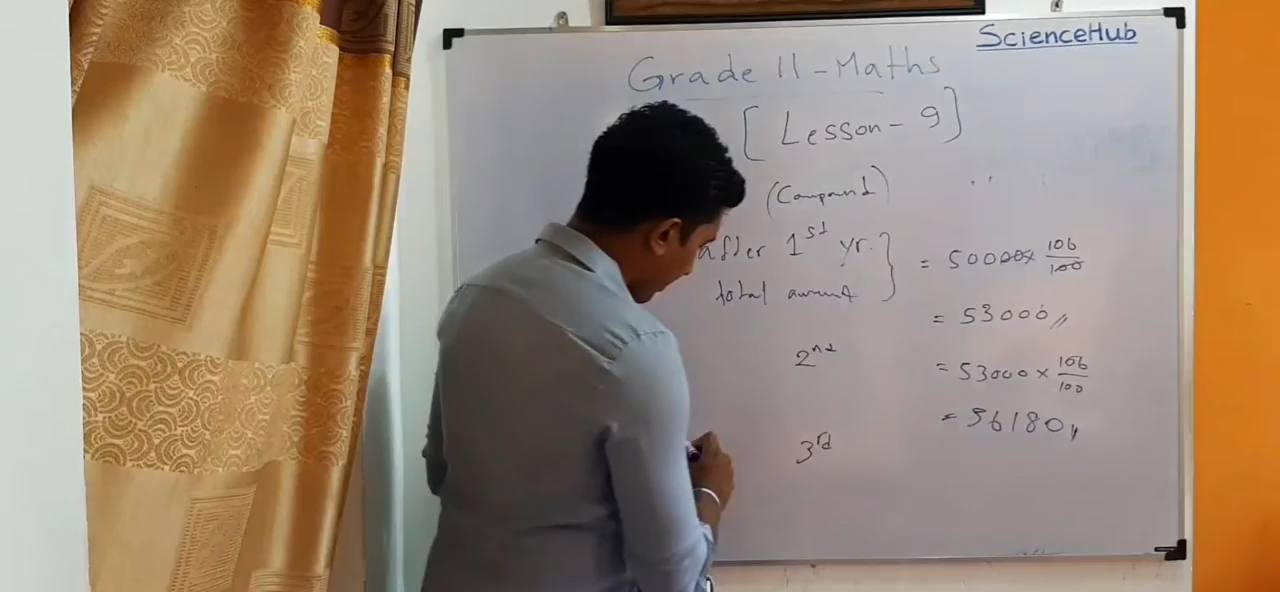 ScienceHub
Grade 11 - Maths
[Lesson - 9]
(Compound)
after 1st yr.
total amount
} = 50000 × 106/100
= 53000
2nd = 53000 × 106/100
= 56180
3rd